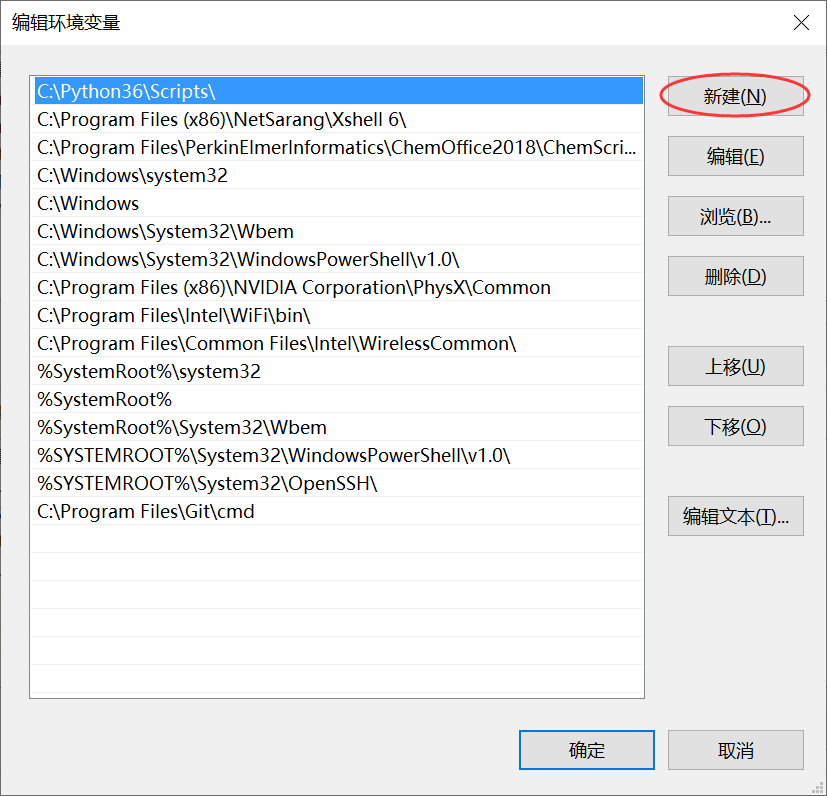 编辑环境变量
C:\Python36\Scripts\
C:\Program Files (x86)\NetSarang\Xshell 6\
C:\Program Files\PerkinElmerInformatics\ChemOffice2018\ChemScri...
C:\Windows\system32
C:\Windows
C:\Windows\System32\Wbem
C:\Windows\System32\WindowsPowerShell\v1.0\
C:\Program Files (x86)\NVIDIA Corporation\PhysX\Common
C:\Program Files\Intel\WiFi\bin\
C:\Program Files\Common Files\Intel\WirelessCommon\
%SystemRoot%\system32
%SystemRoot%
%SystemRoot%\System32\Wbem
%SYSTEMROOT%\System32\WindowsPowerShell\v1.0\
%SYSTEMROOT%\System32\OpenSSH\
C:\Program Files\Git\cmd
新建(N)
编辑(E)
浏览(B)...
删除(D)
上移(U)
下移(O)
编辑文本(T)...
确定
取消